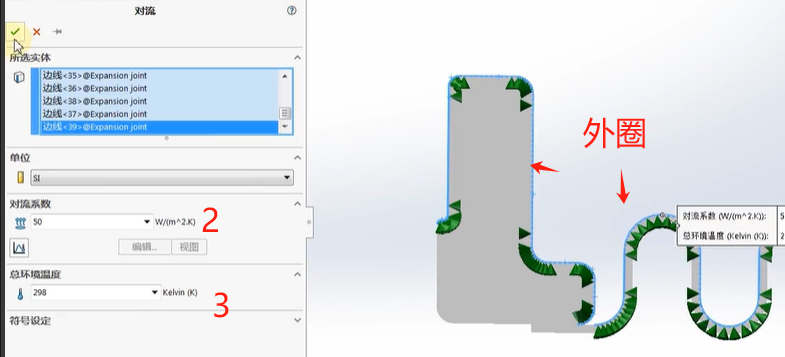 对流
所选实体
边线<35>@Expansion joint
边线<36>@Expansion joint
边线<38>@Expansion joint
边线<37>@Expansion joint
边线<39>@Expansion joint
单位
SI
对流系数
50 W/(m^2.K) 2
编辑... 视图
总环境温度
298 Kelvin (K) 3
符号设定
外圈
对流系数 (W/(m^2.K)): 5
总环境温度 (Kelvin (K)): 2